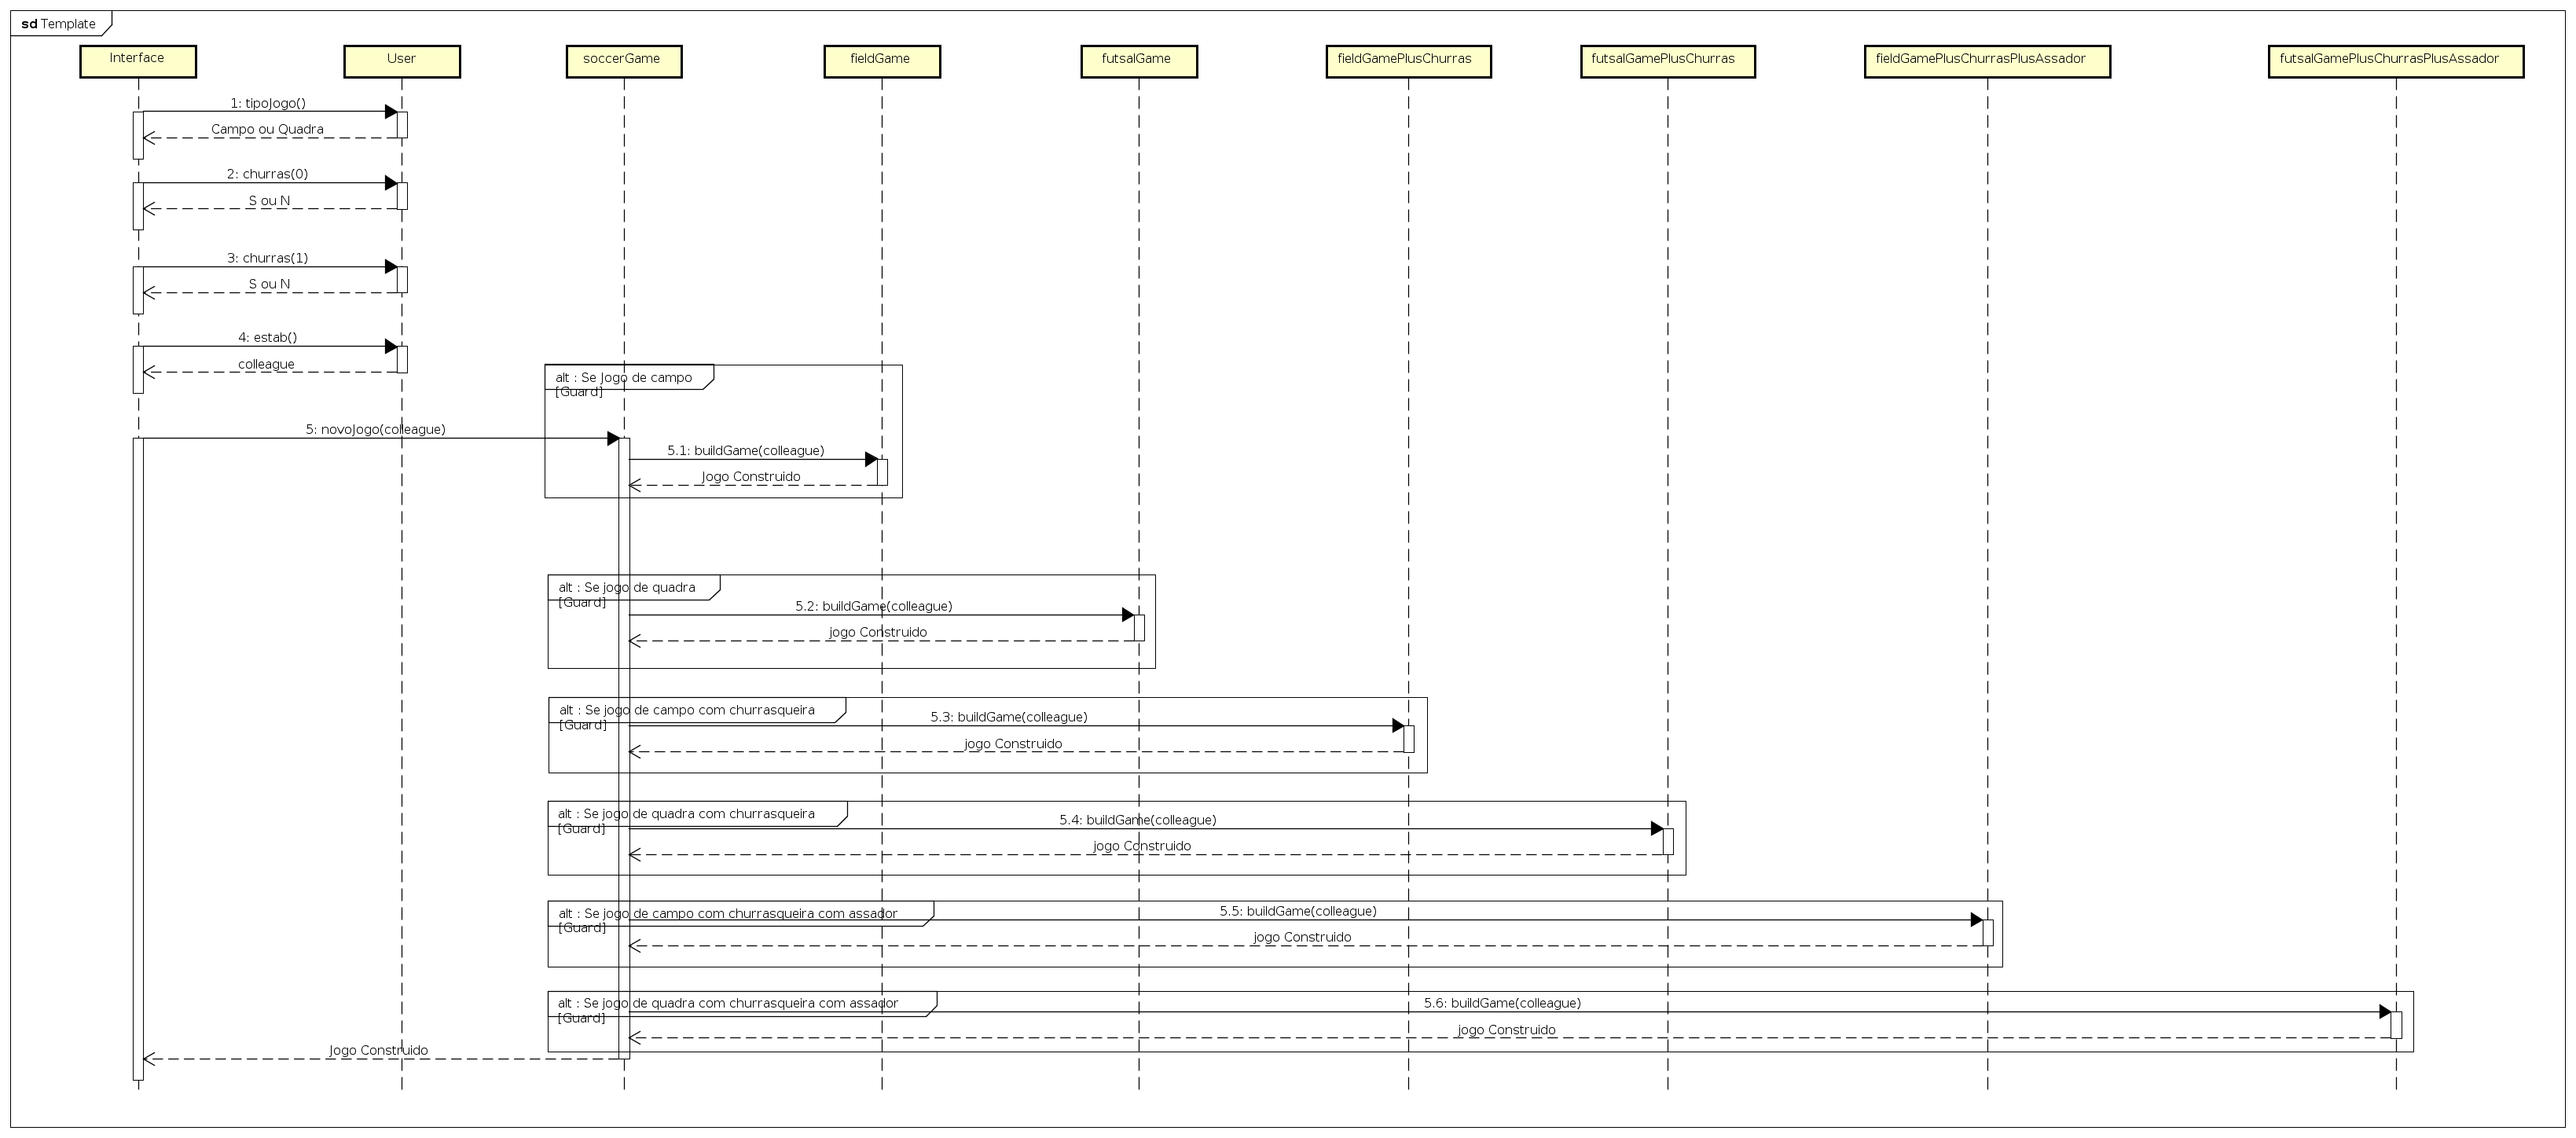 sd Template
Interface
User
soccerGame
fieldGame
futsalGame
fieldGamePlusChurras
futsalGamePlusChurras
fieldGamePlusChurrasPlusAssador
futsalGamePlusChurrasPlusAssador
1: tipoJogo()
Campo ou Quadra
2: churras(0)
S ou N
3: churras(1)
S ou N
4: estab()
colleague
alt : Se Jogo de campo
[Guard]
5: novoJogo(colleague)
5.1: buildGame(colleague)
Jogo Construido
alt : Se jogo de quadra
[Guard]
5.2: buildGame(colleague)
jogo Construido
alt : Se jogo de campo com churrasqueira
[Guard]
5.3: buildGame(colleague)
jogo Construido
alt : Se jogo de quadra com churrasqueira
[Guard]
5.4: buildGame(colleague)
jogo Construido
alt : Se jogo de campo com churrasqueira com assador
[Guard]
5.5: buildGame(colleague)
jogo Construido
alt : Se jogo de quadra com churrasqueira com assador
[Guard]
5.6: buildGame(colleague)
jogo Construido
Jogo Construido